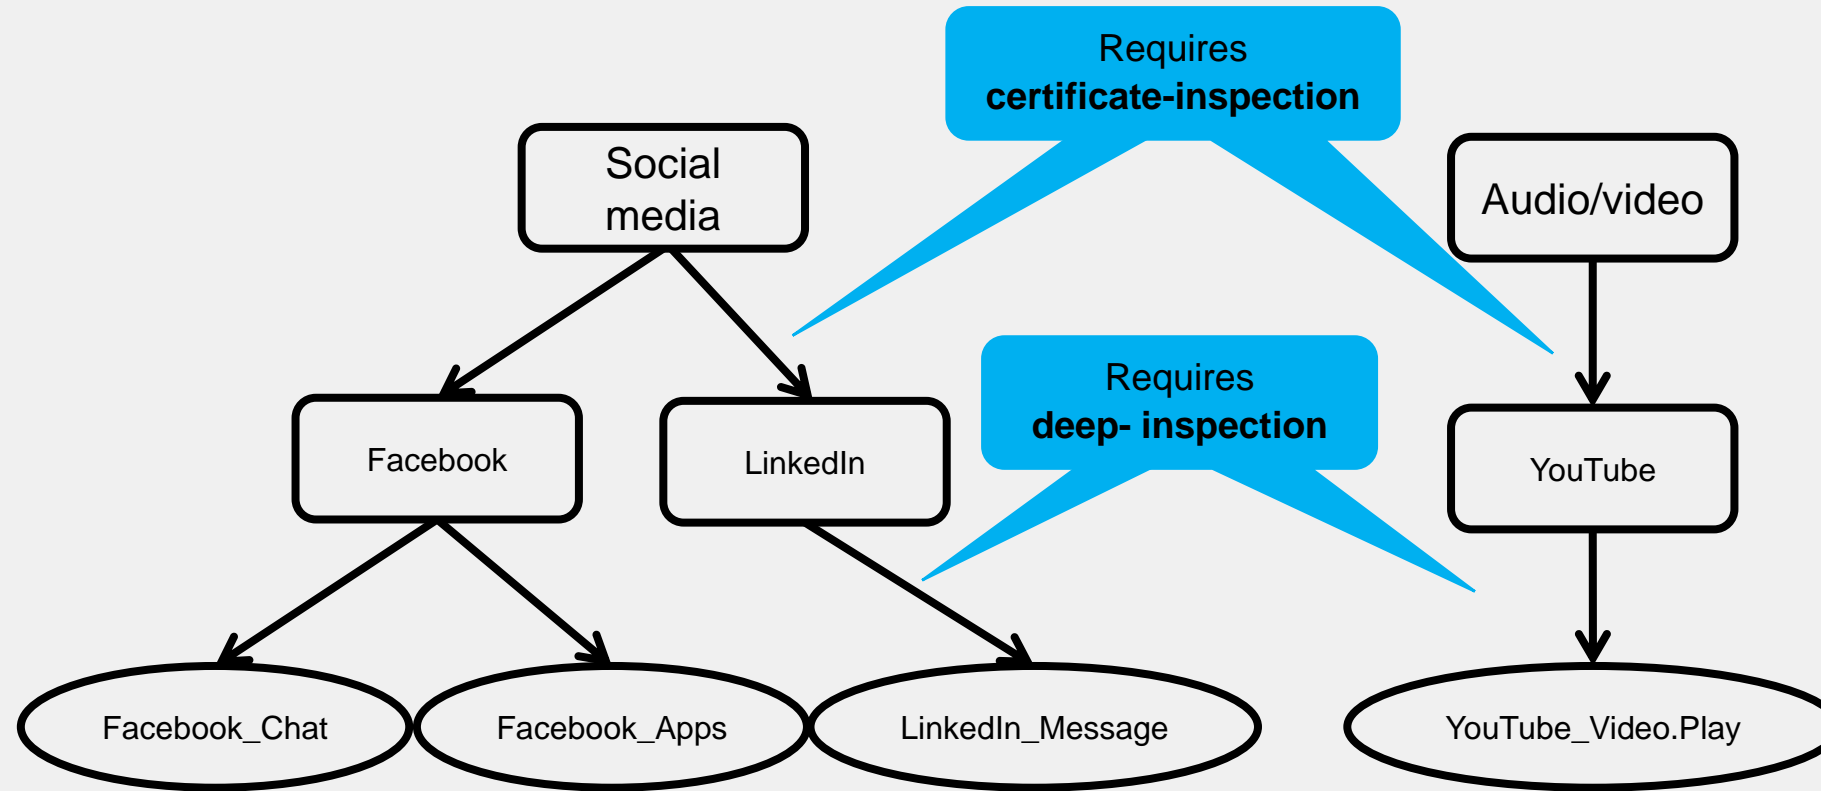 Requires
certificate-inspection
Social
media
Audio/video
Requires
deep- inspection
Facebook
LinkedIn
YouTube
Facebook_Chat
Facebook_Apps
LinkedIn_Message
YouTube_Video.Play